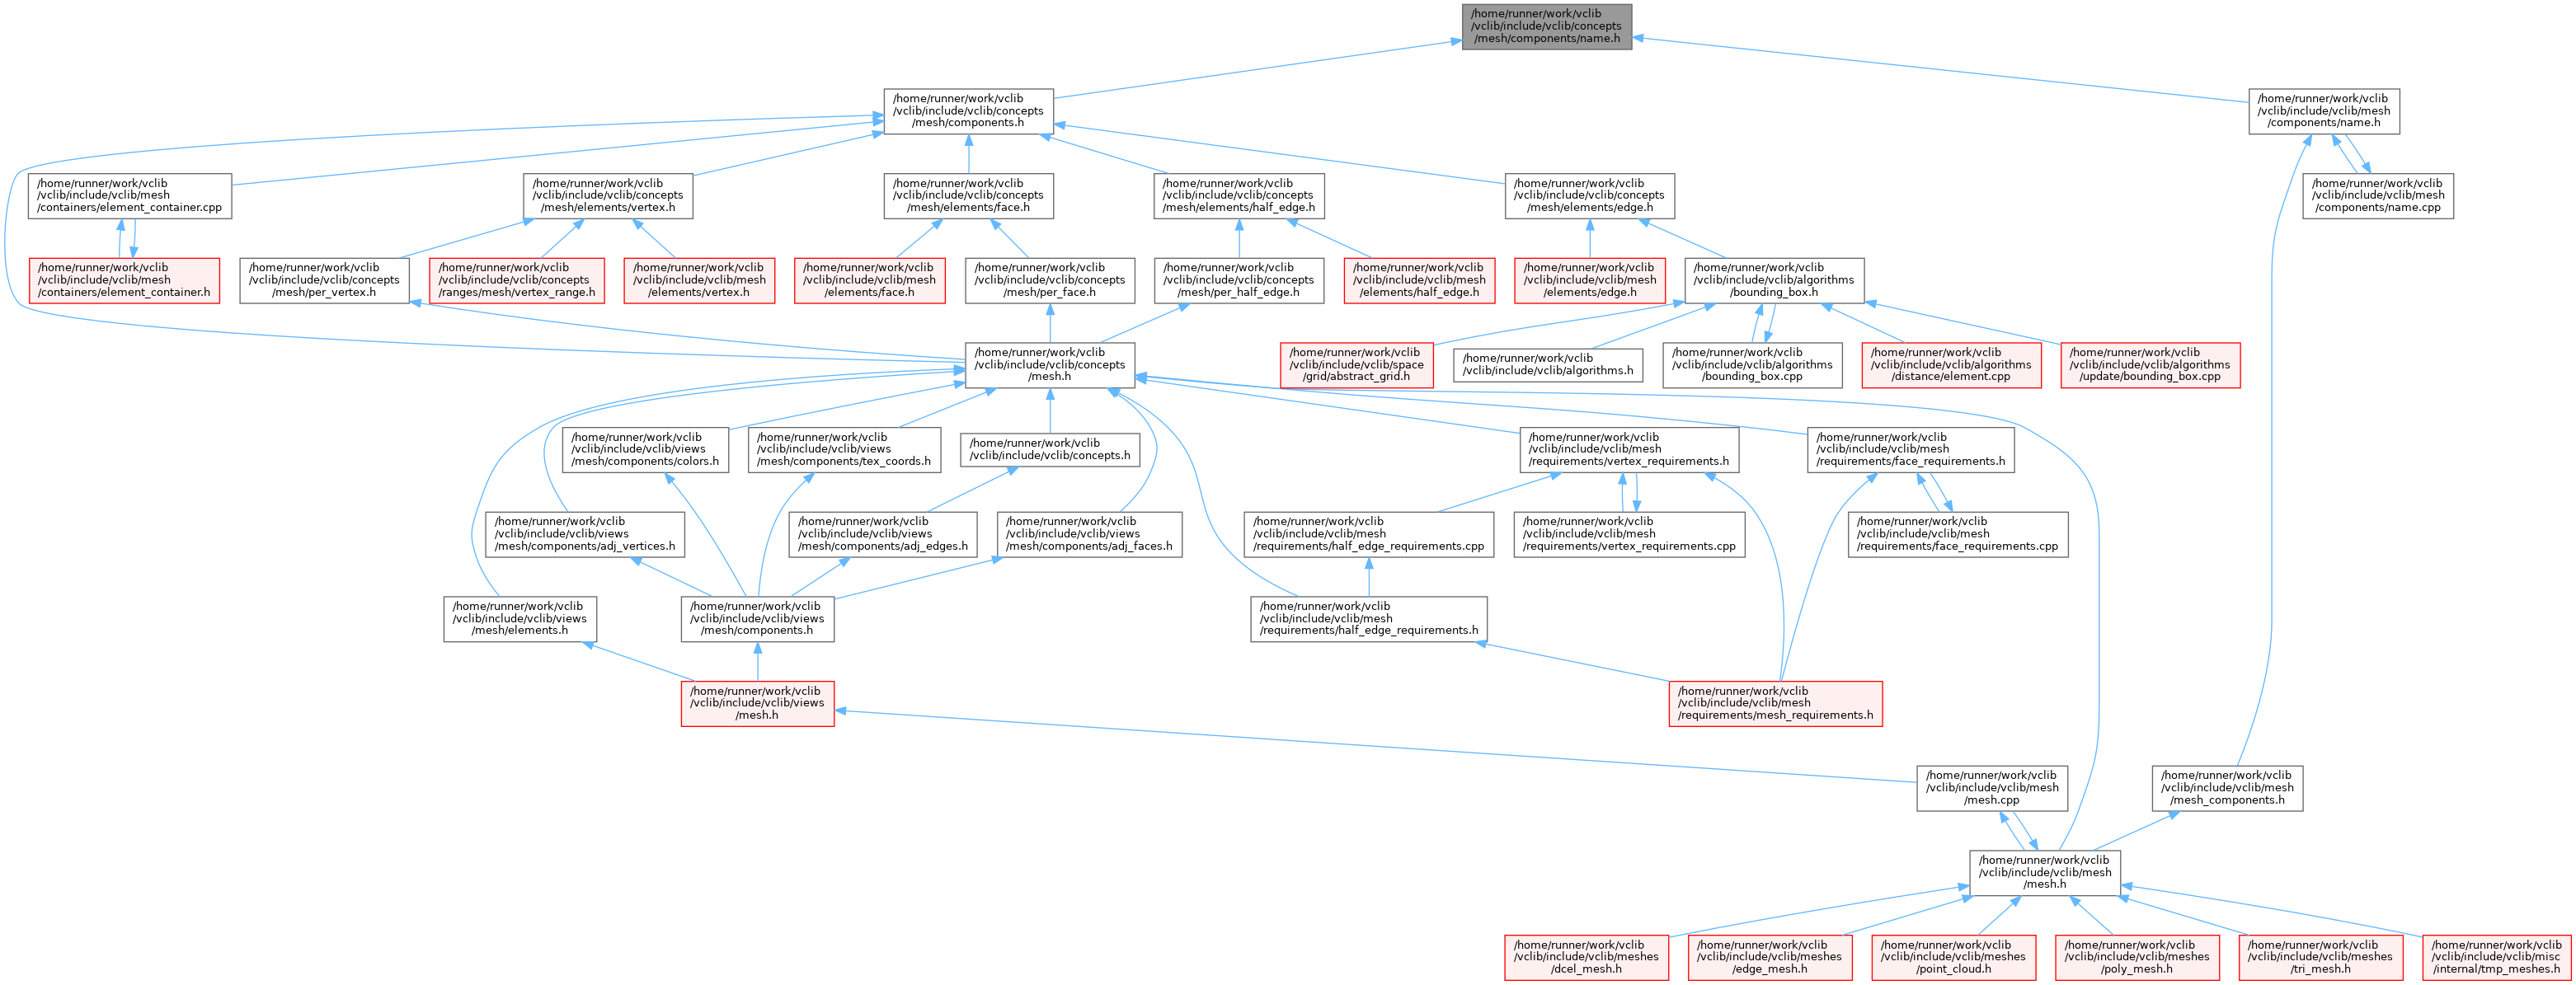 /home/runner/work/vclib
/vclib/include/vclib/concepts
/mesh/components/name.h
/home/runner/work/vclib
/vclib/include/vclib/concepts
/mesh/components.h
/home/runner/work/vclib
/vclib/include/vclib/mesh
/components/name.h
/home/runner/work/vclib
/vclib/include/vclib/mesh
/containers/element_container.cpp
/home/runner/work/vclib
/vclib/include/vclib/concepts
/mesh/elements/vertex.h
/home/runner/work/vclib
/vclib/include/vclib/concepts
/mesh/elements/face.h
/home/runner/work/vclib
/vclib/include/vclib/concepts
/mesh/elements/half_edge.h
/home/runner/work/vclib
/vclib/include/vclib/concepts
/mesh/elements/edge.h
/home/runner/work/vclib
/vclib/include/vclib/mesh
/components/name.cpp
/home/runner/work/vclib
/vclib/include/vclib/mesh
/containers/element_container.h
/home/runner/work/vclib
/vclib/include/vclib/concepts
/mesh/per_vertex.h
/home/runner/work/vclib
/vclib/include/vclib/concepts
/ranges/mesh/vertex_range.h
/home/runner/work/vclib
/vclib/include/vclib/mesh
/elements/vertex.h
/home/runner/work/vclib
/vclib/include/vclib/mesh
/elements/face.h
/home/runner/work/vclib
/vclib/include/vclib/concepts
/mesh/per_face.h
/home/runner/work/vclib
/vclib/include/vclib/concepts
/mesh/per_half_edge.h
/home/runner/work/vclib
/vclib/include/vclib/mesh
/elements/half_edge.h
/home/runner/work/vclib
/vclib/include/vclib/mesh
/elements/edge.h
/home/runner/work/vclib
/vclib/include/vclib/algorithms
/bounding_box.h
/home/runner/work/vclib
/vclib/include/vclib/concepts
/mesh.h
/home/runner/work/vclib
/vclib/include/vclib/space
/grid/abstract_grid.h
/home/runner/work/vclib
/vclib/include/vclib/algorithms.h
/home/runner/work/vclib
/vclib/include/vclib/algorithms
/bounding_box.cpp
/home/runner/work/vclib
/vclib/include/vclib/algorithms
/distance/element.cpp
/home/runner/work/vclib
/vclib/include/vclib/algorithms
/update/bounding_box.cpp
/home/runner/work/vclib
/vclib/include/vclib/views
/mesh/components/colors.h
/home/runner/work/vclib
/vclib/include/vclib/views
/mesh/components/tex_coords.h
/home/runner/work/vclib
/vclib/include/vclib/concepts.h
/home/runner/work/vclib
/vclib/include/vclib/mesh
/requirements/vertex_requirements.h
/home/runner/work/vclib
/vclib/include/vclib/mesh
/requirements/face_requirements.h
/home/runner/work/vclib
/vclib/include/vclib/views
/mesh/components/adj_vertices.h
/home/runner/work/vclib
/vclib/include/vclib/views
/mesh/components/adj_edges.h
/home/runner/work/vclib
/vclib/include/vclib/views
/mesh/components/adj_faces.h
/home/runner/work/vclib
/vclib/include/vclib/mesh
/requirements/half_edge_requirements.cpp
/home/runner/work/vclib
/vclib/include/vclib/mesh
/requirements/vertex_requirements.cpp
/home/runner/work/vclib
/vclib/include/vclib/mesh
/requirements/face_requirements.cpp
/home/runner/work/vclib
/vclib/include/vclib/views
/mesh/elements.h
/home/runner/work/vclib
/vclib/include/vclib/views
/mesh/components.h
/home/runner/work/vclib
/vclib/include/vclib/mesh
/requirements/half_edge_requirements.h
/home/runner/work/vclib
/vclib/include/vclib/views
/mesh.h
/home/runner/work/vclib
/vclib/include/vclib/mesh
/requirements/mesh_requirements.h
/home/runner/work/vclib
/vclib/include/vclib/mesh
/mesh.cpp
/home/runner/work/vclib
/vclib/include/vclib/mesh
/mesh_components.h
/home/runner/work/vclib
/vclib/include/vclib/mesh
/mesh.h
/home/runner/work/vclib
/vclib/include/vclib/meshes
/dcel_mesh.h
/home/runner/work/vclib
/vclib/include/vclib/meshes
/edge_mesh.h
/home/runner/work/vclib
/vclib/include/vclib/meshes
/point_cloud.h
/home/runner/work/vclib
/vclib/include/vclib/meshes
/poly_mesh.h
/home/runner/work/vclib
/vclib/include/vclib/meshes
/tri_mesh.h
/home/runner/work/vclib
/vclib/include/vclib/misc
/internal/tmp_meshes.h